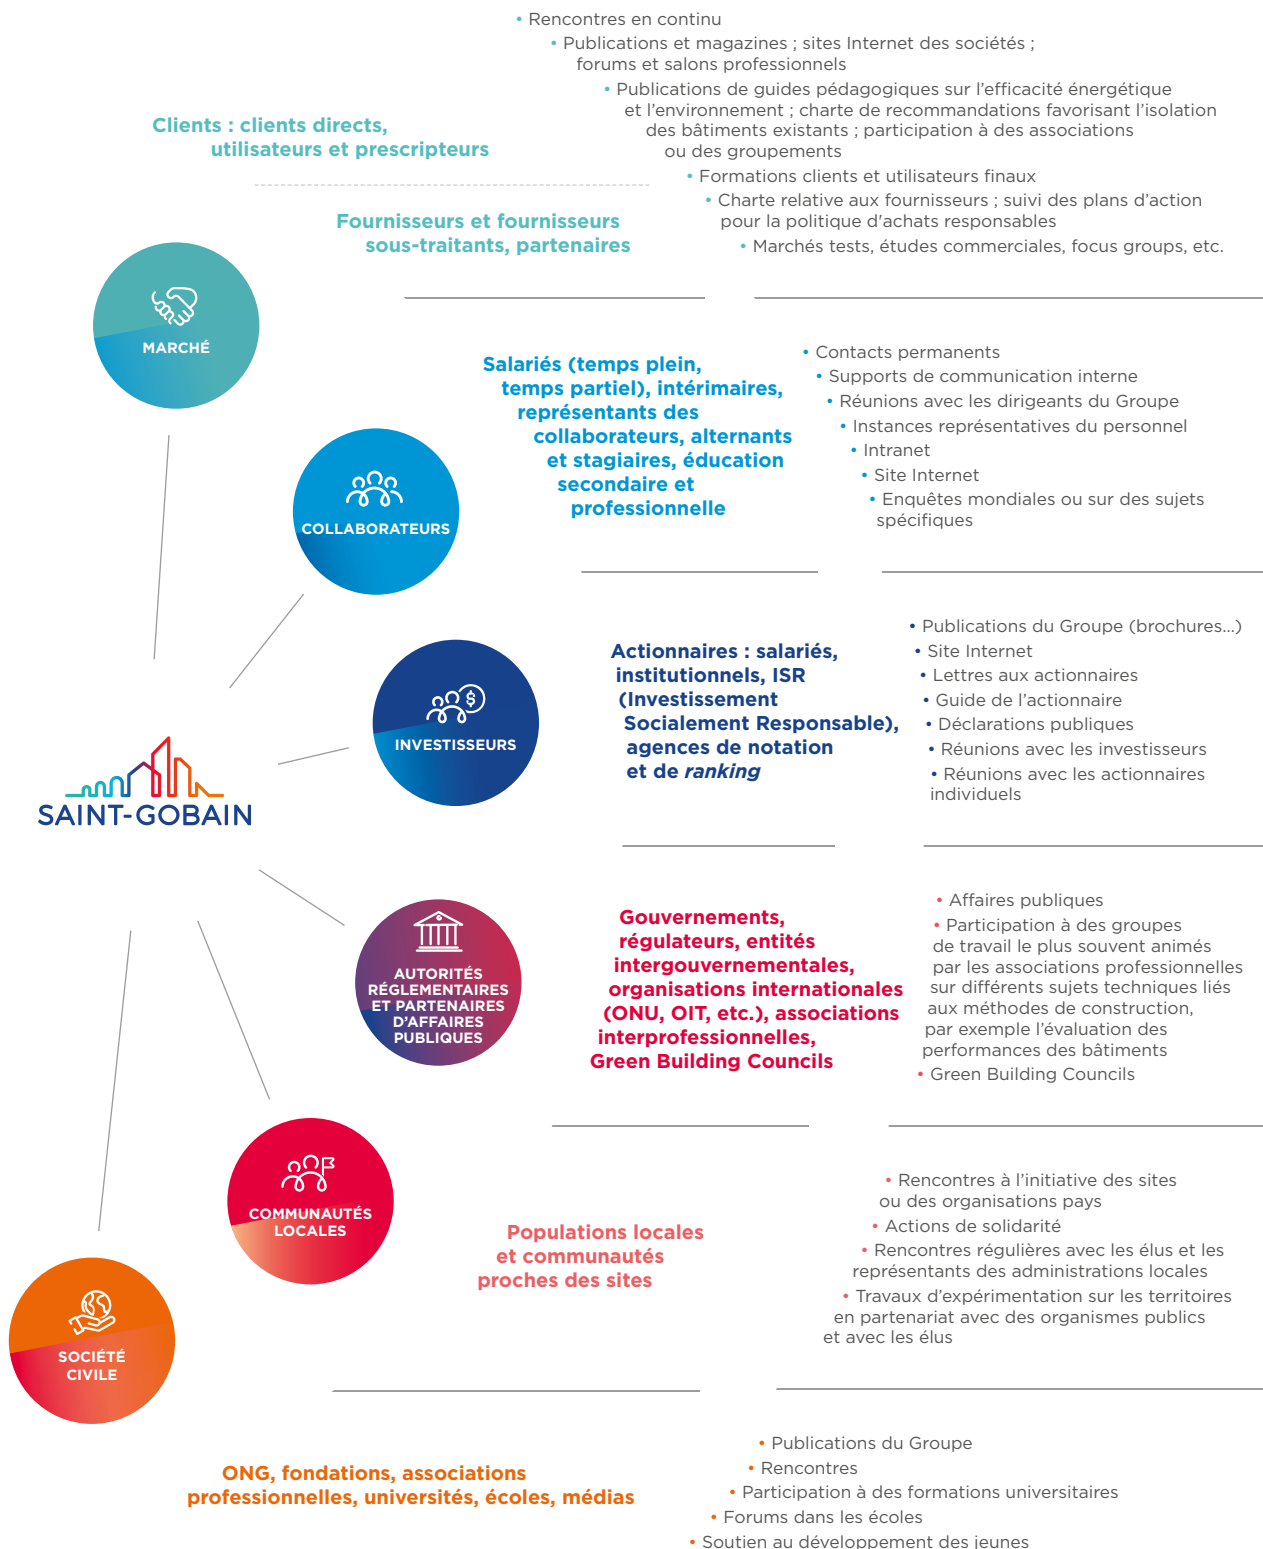 • Rencontres en continu
• Publications et magazines ; sites Internet des sociétés ;
forums et salons professionnels
• Publications de guides pédagogiques sur l’efficacité énergétique
et l’environnement ; charte de recommandations favorisant l’isolation
des bâtiments existants ; participation à des associations
ou des groupements
• Formations clients et utilisateurs finaux
• Charte relative aux fournisseurs ; suivi des plans d’action
pour la politique d'achats responsables
• Marchés tests, études commerciales, focus groups, etc.
Clients : clients directs,
utilisateurs et prescripteurs
Fournisseurs et fournisseurs
sous-traitants, partenaires
MARCHÉ
Salariés (temps plein,
temps partiel), intérimaires,
représentants des
collaborateurs, alternants
et stagiaires, éducation
secondaire et
professionnelle
• Contacts permanents
• Supports de communication interne
• Réunions avec les dirigeants du Groupe
• Instances représentatives du personnel
• Intranet
• Site Internet
• Enquêtes mondiales ou sur des sujets
spécifiques
COLLABORATEURS
Actionnaires : salariés,
institutionnels, ISR
(Investissement
Socialement Responsable),
agences de notation
et de ranking
• Publications du Groupe (brochures…)
• Site Internet
• Lettres aux actionnaires
• Guide de l’actionnaire
• Déclarations publiques
• Réunions avec les investisseurs
• Réunions avec les actionnaires
individuels
$
INVESTISSEURS
SAINT-GOBAIN
AUTORITÉS
RÉGLEMENTAIRES
ET PARTENAIRES
D’AFFAIRES
PUBLIQUES
Gouvernements,
régulateurs, entités
intergouvernementales,
organisations internationales
(ONU, OIT, etc.), associations
interprofessionnelles,
Green Building Councils
• Affaires publiques
• Participation à des groupes
de travail le plus souvent animés
par les associations professionnelles
sur différents sujets techniques liés
aux méthodes de construction,
par exemple l’évaluation des
performances des bâtiments
• Green Building Councils
COMMUNAUTÉS
LOCALES
Populations locales
et communautés
proches des sites
• Rencontres à l’initiative des sites
ou des organisations pays
• Actions de solidarité
• Rencontres régulières avec les élus et les
représentants des administrations locales
• Travaux d’expérimentation sur les territoires
en partenariat avec des organismes publics
et avec les élus
SOCIÉTÉ
CIVILE
ONG, fondations, associations
professionnelles, universités, écoles, médias
• Publications du Groupe
• Rencontres
• Participation à des formations universitaires
• Forums dans les écoles
• Soutien au développement des jeunes